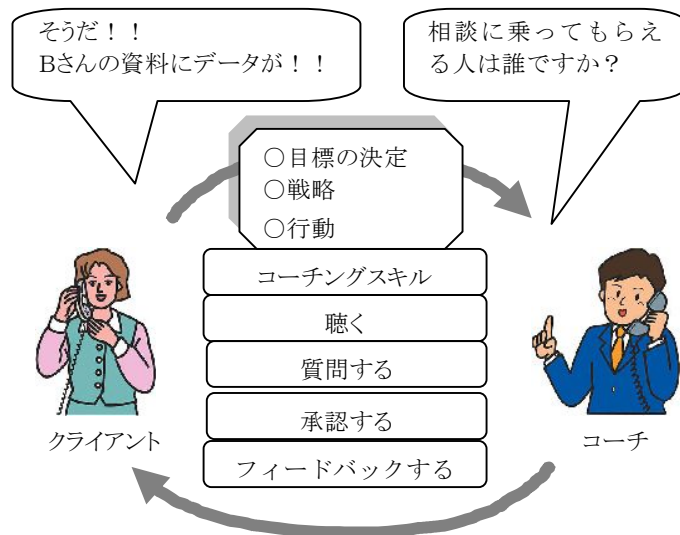 そうだ！！
Bさんの資料にデータが！！
相談に乗ってもらえ
る人は誰ですか？
○目標の決定
○戦略
○行動
コーチングスキル
聴く
質問する
承認する
フィードバックする
クライアント
コーチ